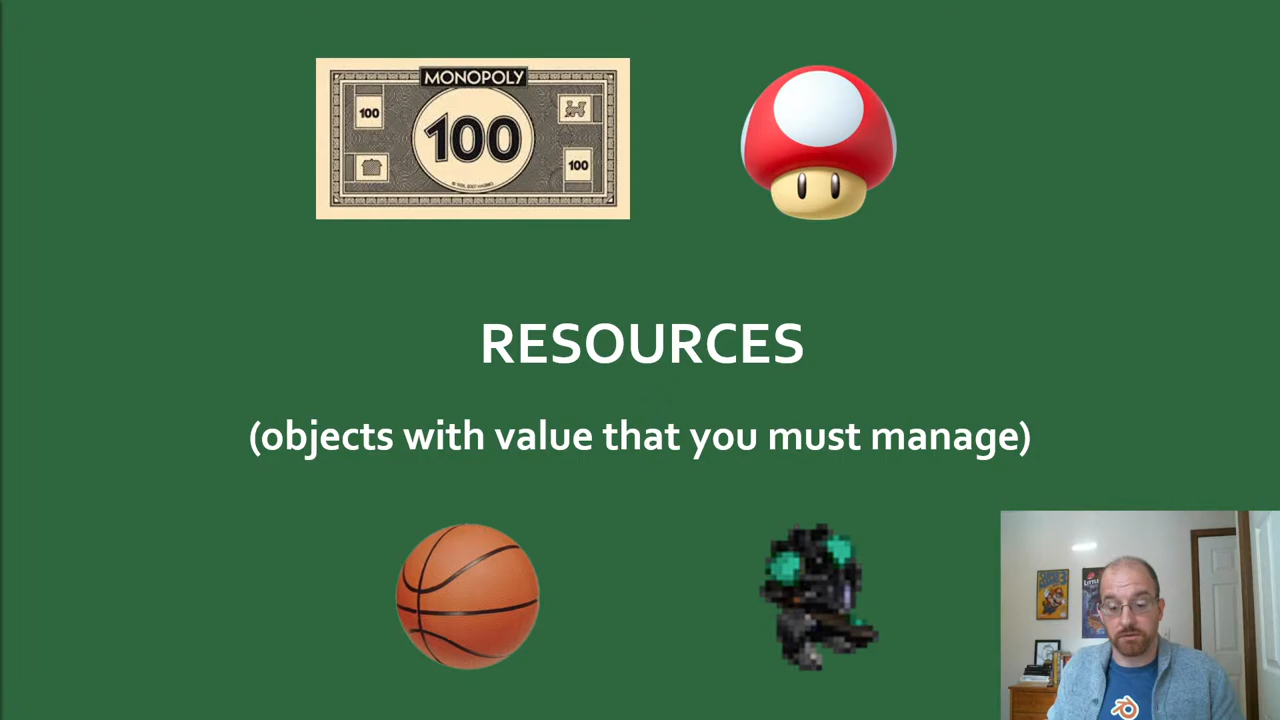 MONOPOLY
100
100
100
RESOURCES
(objects with value that you must manage)